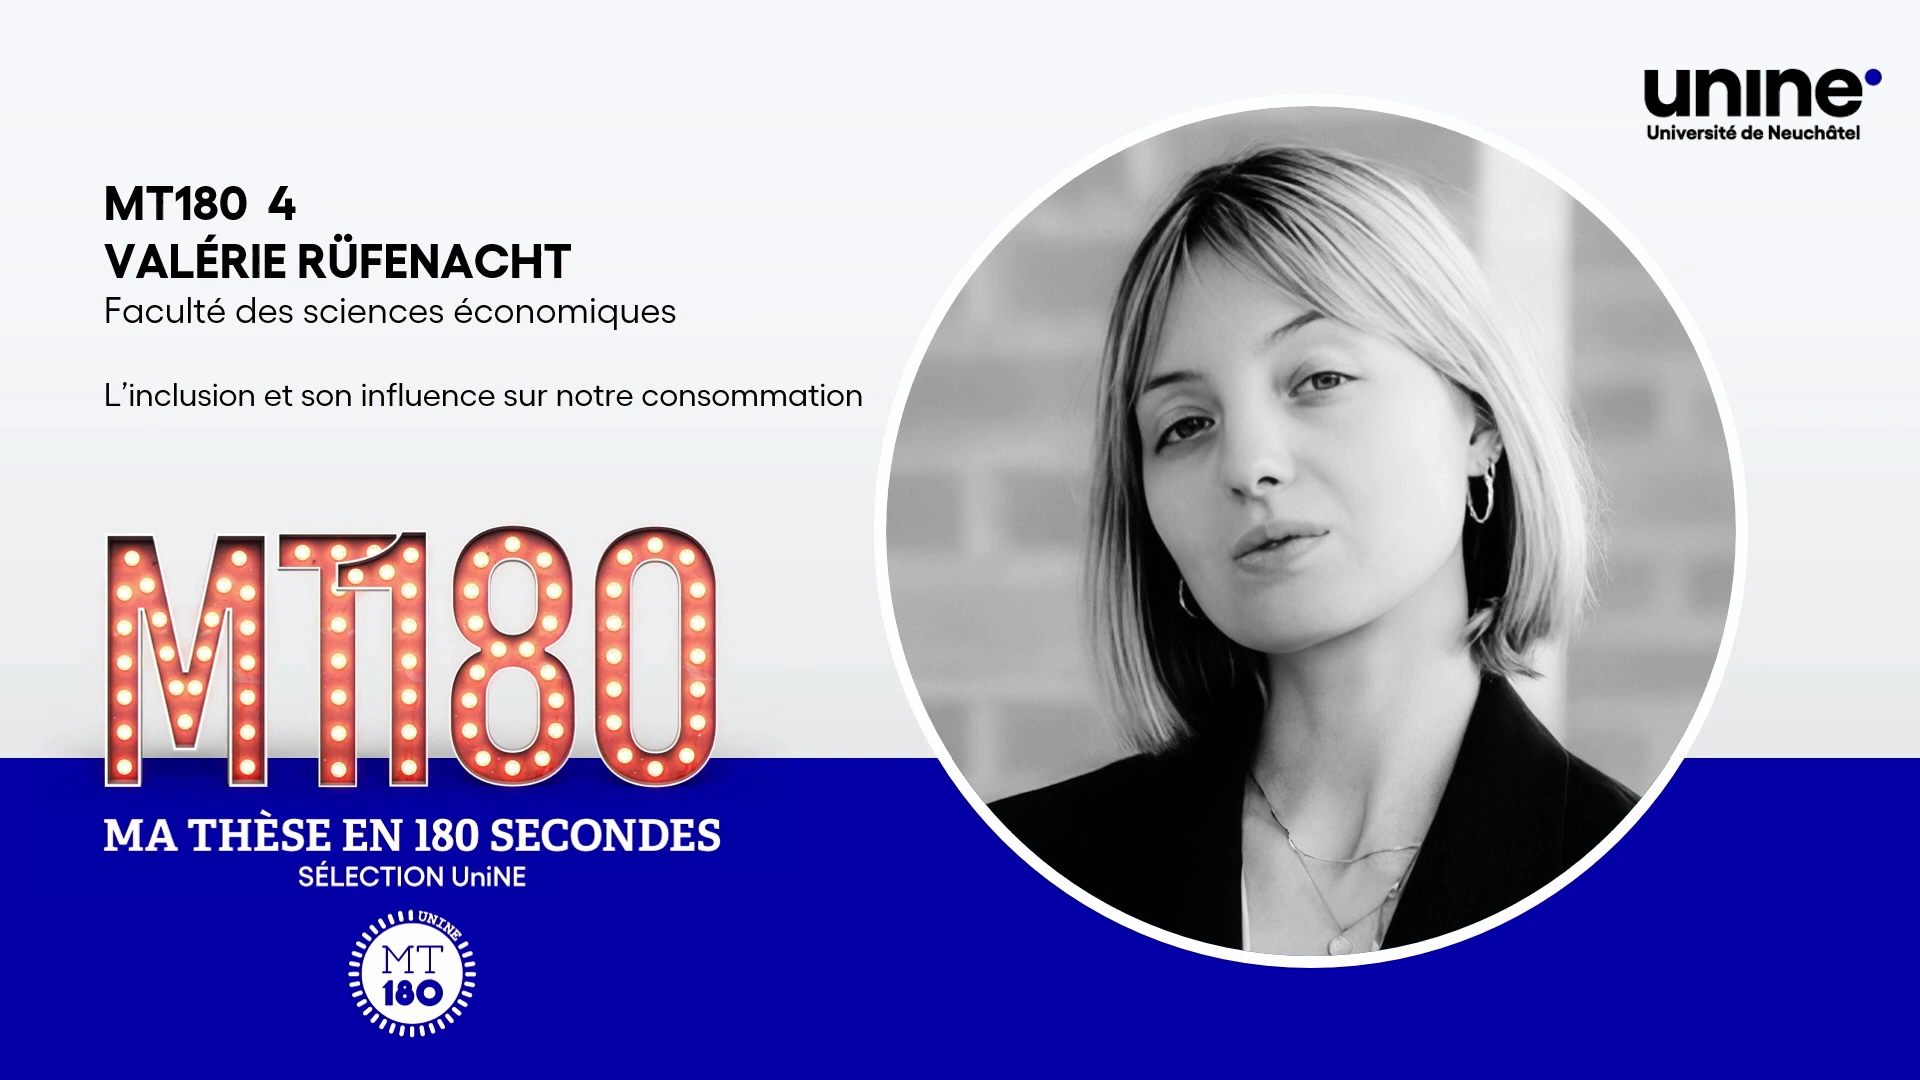 unine
Université de Neuchâtel
MT180 4
VALÉRIE RÜFENACHT
Faculté des sciences économiques
L’inclusion et son influence sur notre consommation
MT180
MA THÈSE EN 180 SECONDES
SÉLECTION UniNE
UNINE
MT
180